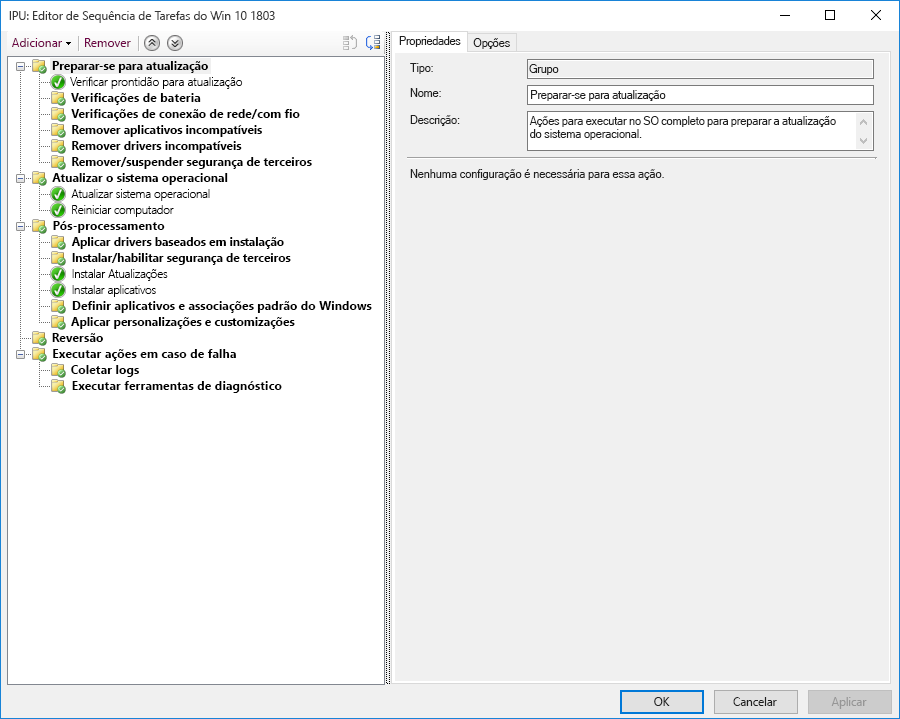 IPU: Editor de Sequência de Tarefas do Win 10 1803
Adicionar
Remover
Preparar-se para atualização
Verificar prontidão para atualização
Verificações de bateria
Verificações de conexão de rede/com fio
Remover aplicativos incompatíveis
Remover drivers incompatíveis
Remover/suspender segurança de terceiros
Atualizar o sistema operacional
Atualizar sistema operacional
Reiniciar computador
Pós-processamento
Aplicar drivers baseados em instalação
Instalar/habilitar segurança de terceiros
Instalar Atualizações
Instalar aplicativos
Definir aplicativos e associações padrão do Windows
Aplicar personalizações e customizações
Reversão
Executar ações em caso de falha
Coletar logs
Executar ferramentas de diagnóstico
Propriedades
Opções
Tipo:
Grupo
Nome:
Preparar-se para atualização
Descrição:
Ações para executar no SO completo para preparar a atualização
do sistema operacional.
Nenhuma configuração é necessária para essa ação.
OK
Cancelar
Aplicar